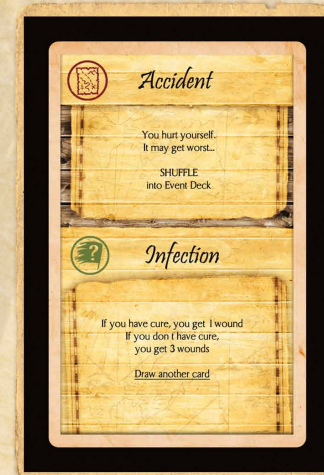 Accident
You hurt yourself.
It may get worst...
SHUFFLE
into Event Deck
Infection
If you have cure, you get 1 wound
If you don t have cure,
you get 3 wounds
Draw another card